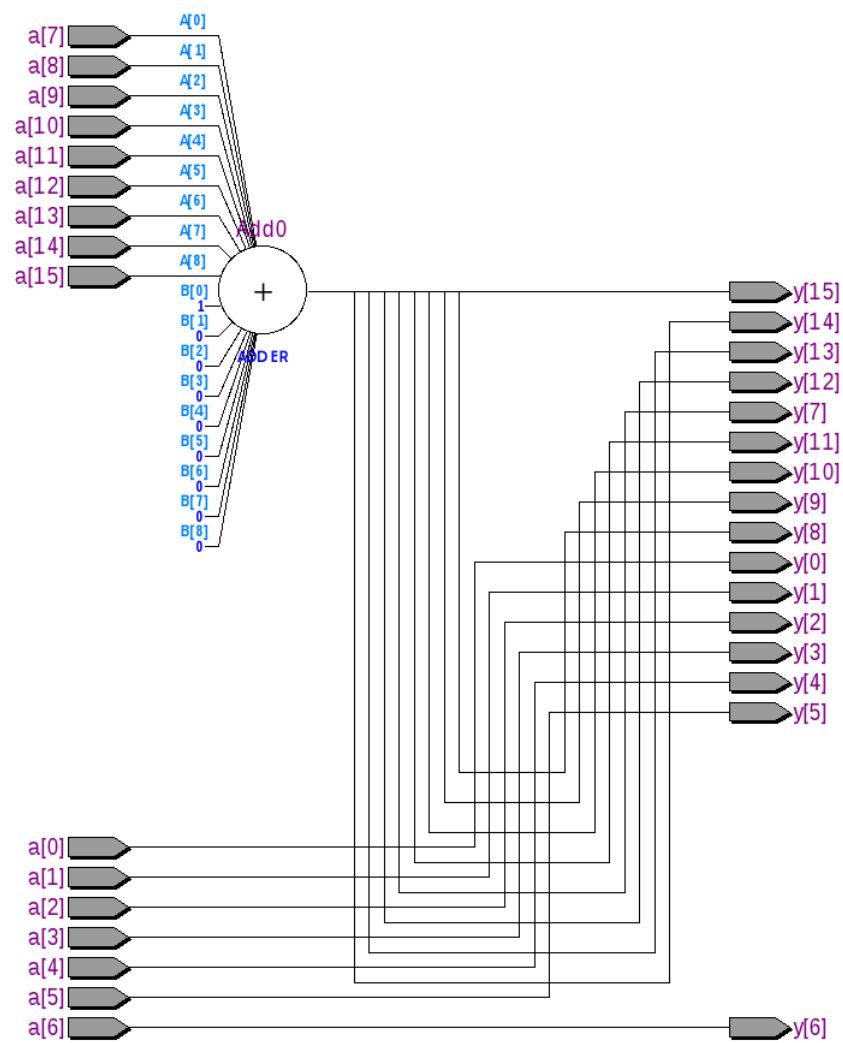 A[0]
a[7]
A[1]
a[8]
A[2]
a[9]
A[3]
a[10]
A[4]
a[11]
A[5]
a[12]
A[6]
a[13]
Add0
A[7]
a[14]
A[8]
a[15]
B[0]
+
y[15]
1
B[1]
y[14]
0
B[2]
ADDER
y[13]
0
B[3]
y[12]
0
B[4]
y[7]
0
B[5]
y[11]
0
B[6]
y[10]
0
B[7]
y[9]
0
B[8]
y[8]
0
y[0]
y[1]
y[2]
y[3]
y[4]
y[5]
a[0]
a[1]
a[2]
a[3]
a[4]
a[5]
a[6]
y[6]